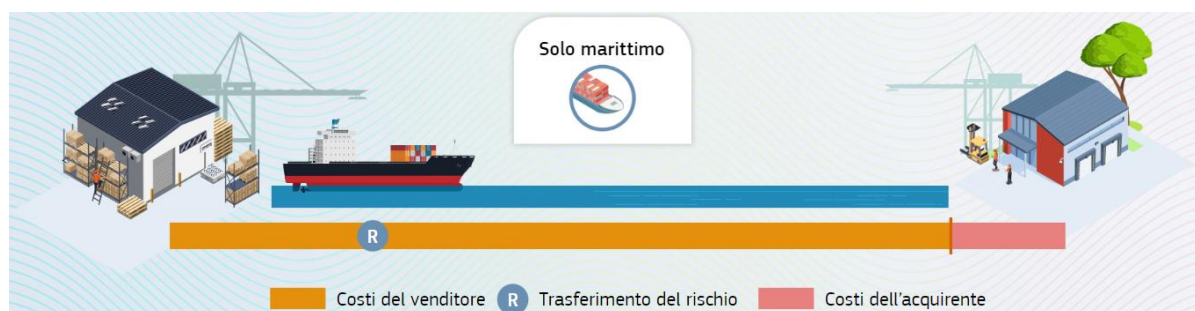 Solo marittimo
R
Costi del venditore R Trasferimento del rischio Costi dell'acquirente